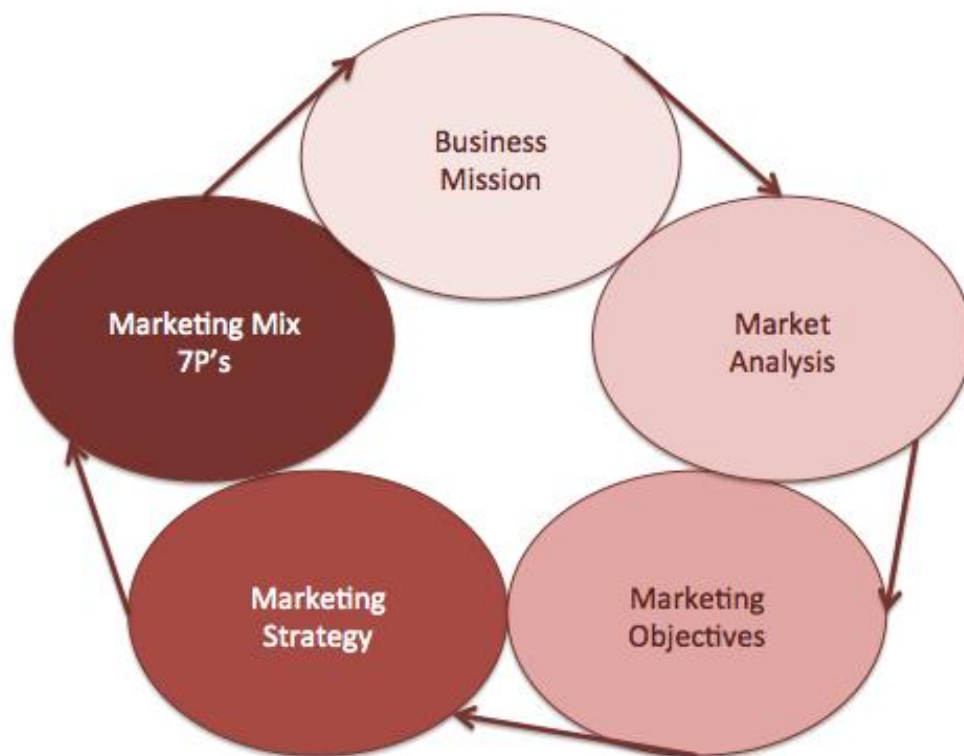 Business
Mission
Market
Analysis
Marketing
Objectives
Marketing
Strategy
Marketing Mix
7P’s